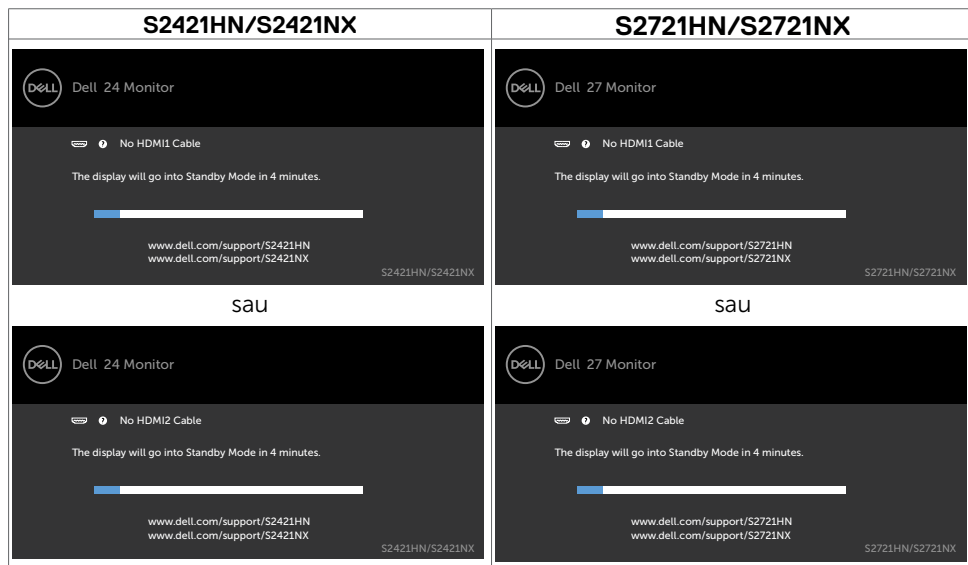 S2421HN/S2421NX
S2721HN/S2721NX
DELL
Dell 24 Monitor
No HDMI1 Cable
The display will go into Standby Mode in 4 minutes.
www.dell.com/support/S2421HN
www.dell.com/support/S2421NX
S2421HN/S2421NX
DELL
Dell 27 Monitor
No HDMI1 Cable
The display will go into Standby Mode in 4 minutes.
www.dell.com/support/S2721HN
www.dell.com/support/S2721NX
S2721HN/S2721NX
sau
sau
DELL
Dell 24 Monitor
No HDMI2 Cable
The display will go into Standby Mode in 4 minutes.
www.dell.com/support/S2421HN
www.dell.com/support/S2421NX
S2421HN/S2421NX
DELL
Dell 27 Monitor
No HDMI2 Cable
The display will go into Standby Mode in 4 minutes.
www.dell.com/support/S2721HN
www.dell.com/support/S2721NX
S2721HN/S2721NX